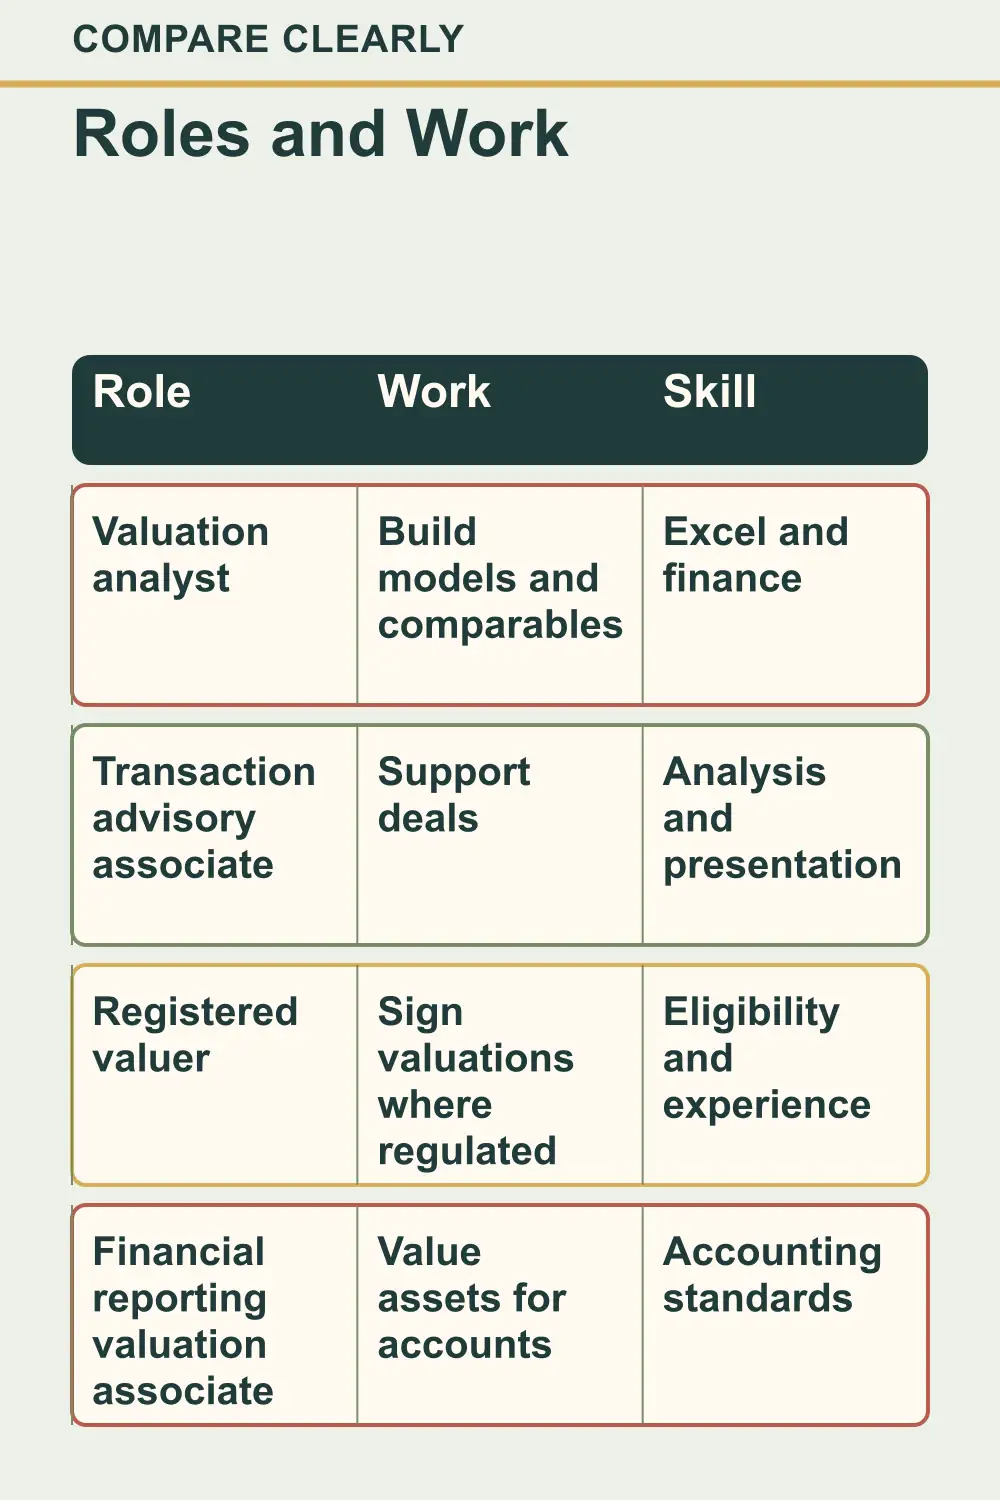 COMPARE CLEARLY
Roles and Work
Role
Work
Skill
Valuation
analyst
Build
models and
comparables
Excel and
finance
Transaction
advisory
associate
Support
deals
Analysis
and
presentation
Registered
valuer
Sign
valuations
where
regulated
Eligibility
and
experience
Financial
reporting
valuation
associate
Value
assets for
accounts
Accounting
standards